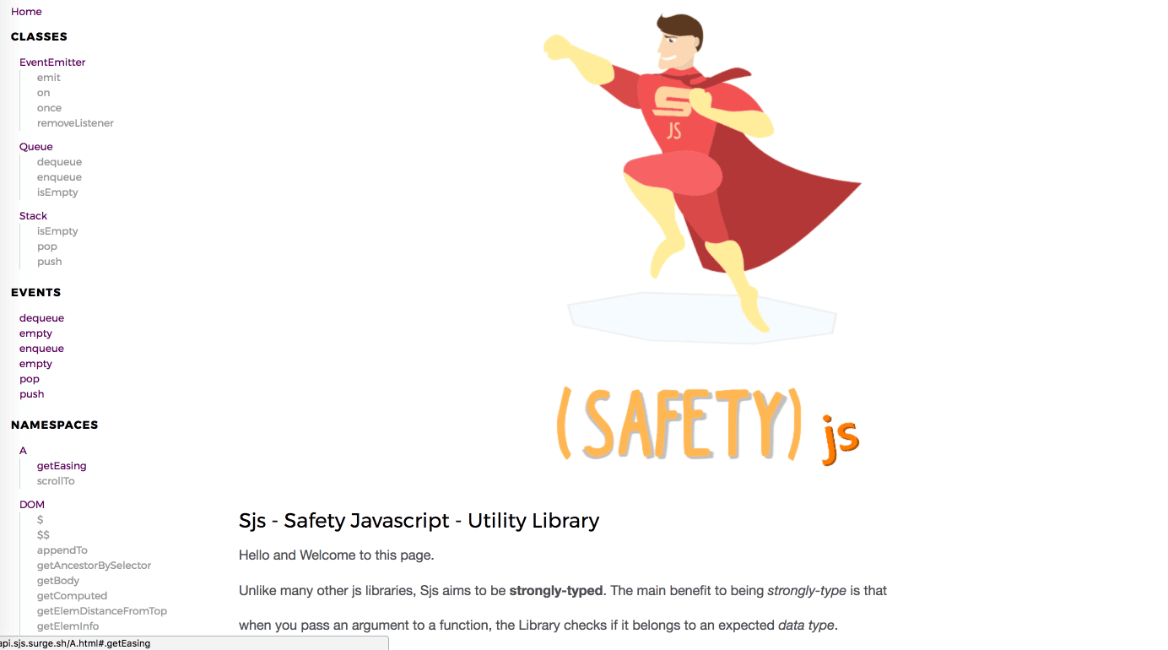 Home
CLASSES
EventEmitter
emit
on
once
removeListener
Queue
dequeue
enqueue
isEmpty
Stack
isEmpty
pop
push
EVENTS
dequeue
empty
enqueue
empty
pop
push
NAMESPACES
A
getEasing
scrollTo
DOM
$
$$
appendTo
getAncestorBySelector
getBody
getComputed
getElemDistanceFromTop
getElemInfo
api.sjs.surge.sh/A.html#.getEasing
S
JS
(SAFETY) js
Sjs - Safety Javascript - Utility Library
Hello and Welcome to this page.
Unlike many other js libraries, Sjs aims to be strongly-typed. The main benefit to being strongly-type is that
when you pass an argument to a function, the Library checks if it belongs to an expected data type.